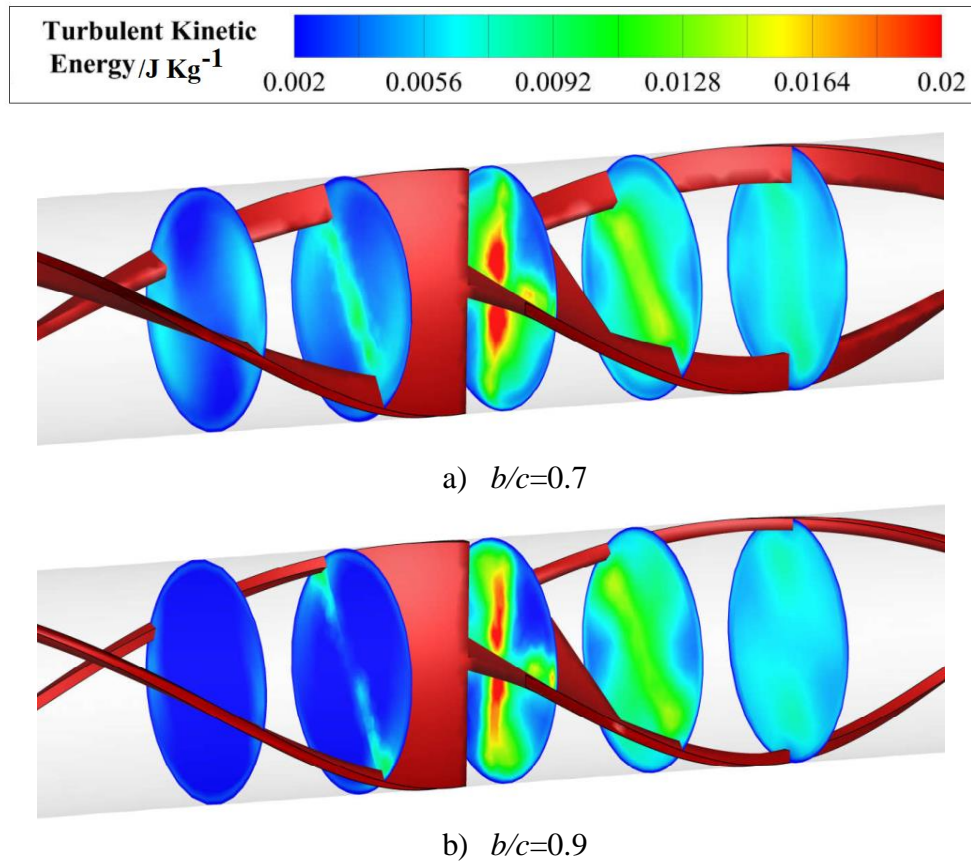 Turbulent Kinetic
Energy/J Kg⁻¹
0.002 0.0056 0.0092 0.0128 0.0164 0.02
a) b/c=0.7
b) b/c=0.9